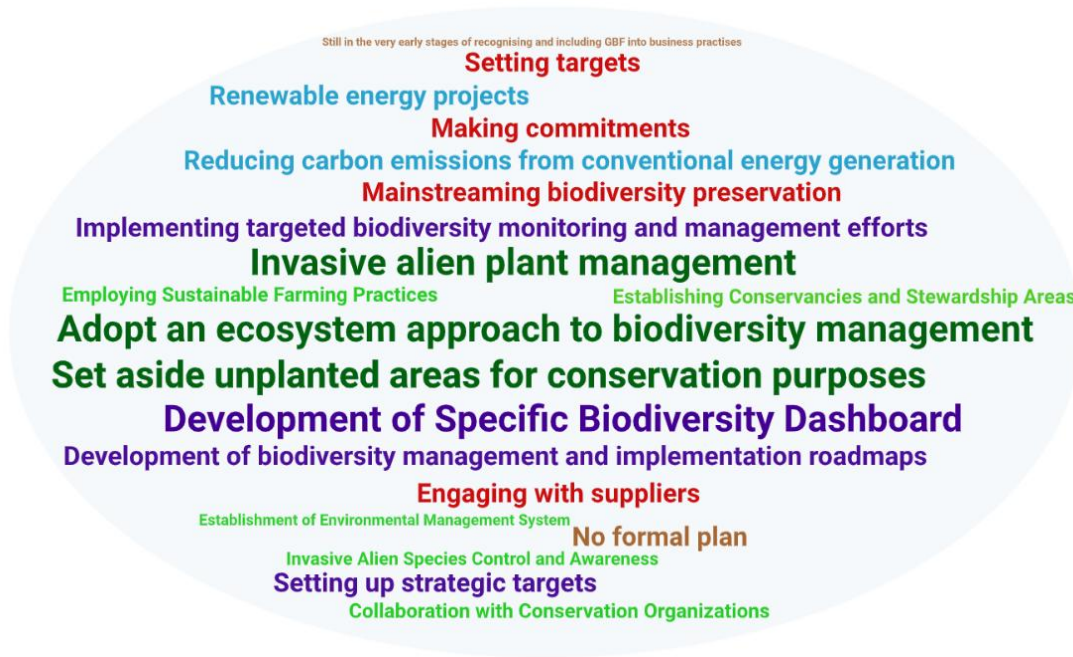 Still in the very early stages of recognising and including GBF into business practises
Setting targets
Renewable energy projects
Making commitments
Reducing carbon emissions from conventional energy generation
Mainstreaming biodiversity preservation
Implementing targeted biodiversity monitoring and management efforts
Invasive alien plant management
Employing Sustainable Farming Practices
Establishing Conservancies and Stewardship Areas
Adopt an ecosystem approach to biodiversity management
Set aside unplanted areas for conservation purposes
Development of Specific Biodiversity Dashboard
Development of biodiversity management and implementation roadmaps
Engaging with suppliers
Establishment of Environmental Management System
No formal plan
Invasive Alien Species Control and Awareness
Setting up strategic targets
Collaboration with Conservation Organizations